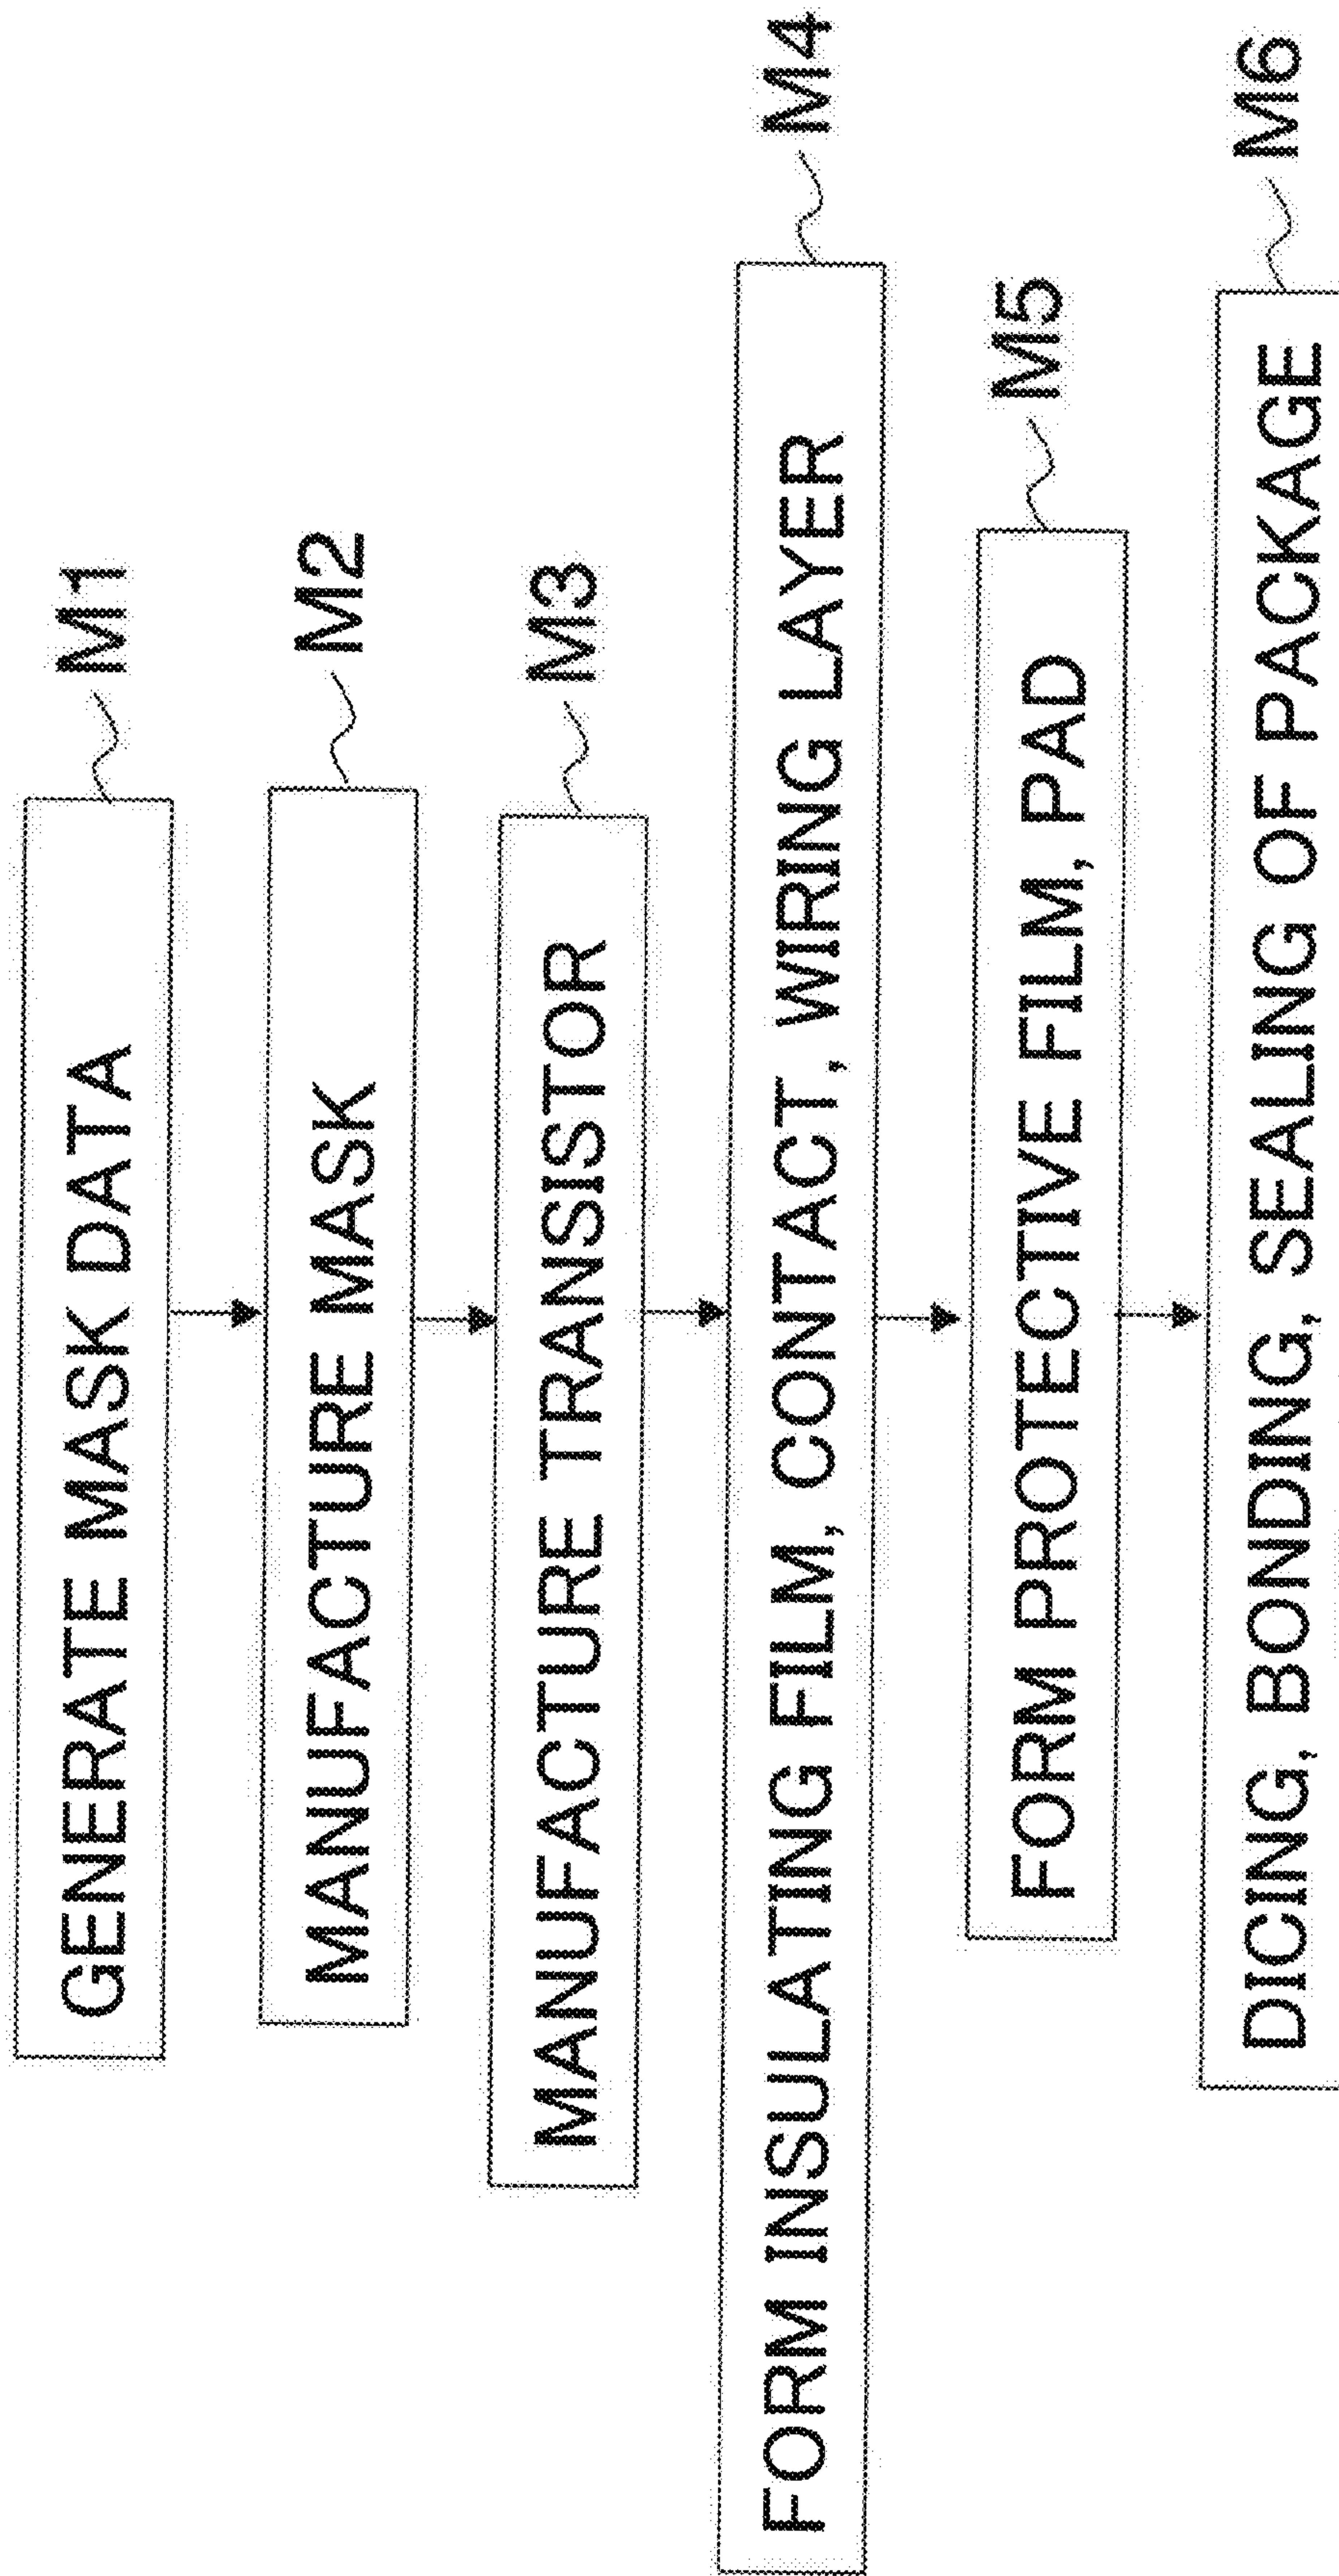 GENERATE MASK DATA M1
MANUFACTURE MASK M2
MANUFACTURE TRANSISTOR M3
FORM INSULATING FILM, CONTACT, WIRING LAYER M4
FORM PROTECTIVE FILM, PAD M5
DICING, BONDING, SEALING OF PACKAGE M6